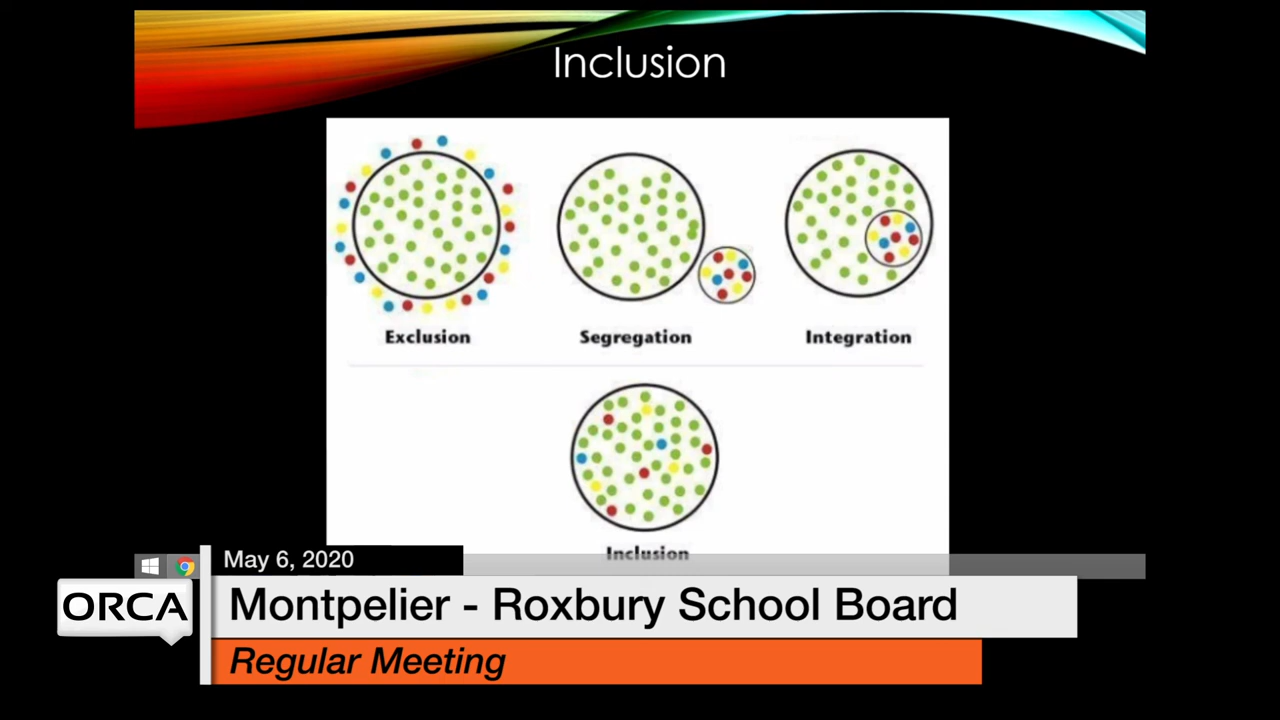 Inclusion
Exclusion
Segregation
Integration
Inclusion
May 6, 2020
ORCA
Montpelier - Roxbury School Board
Regular Meeting